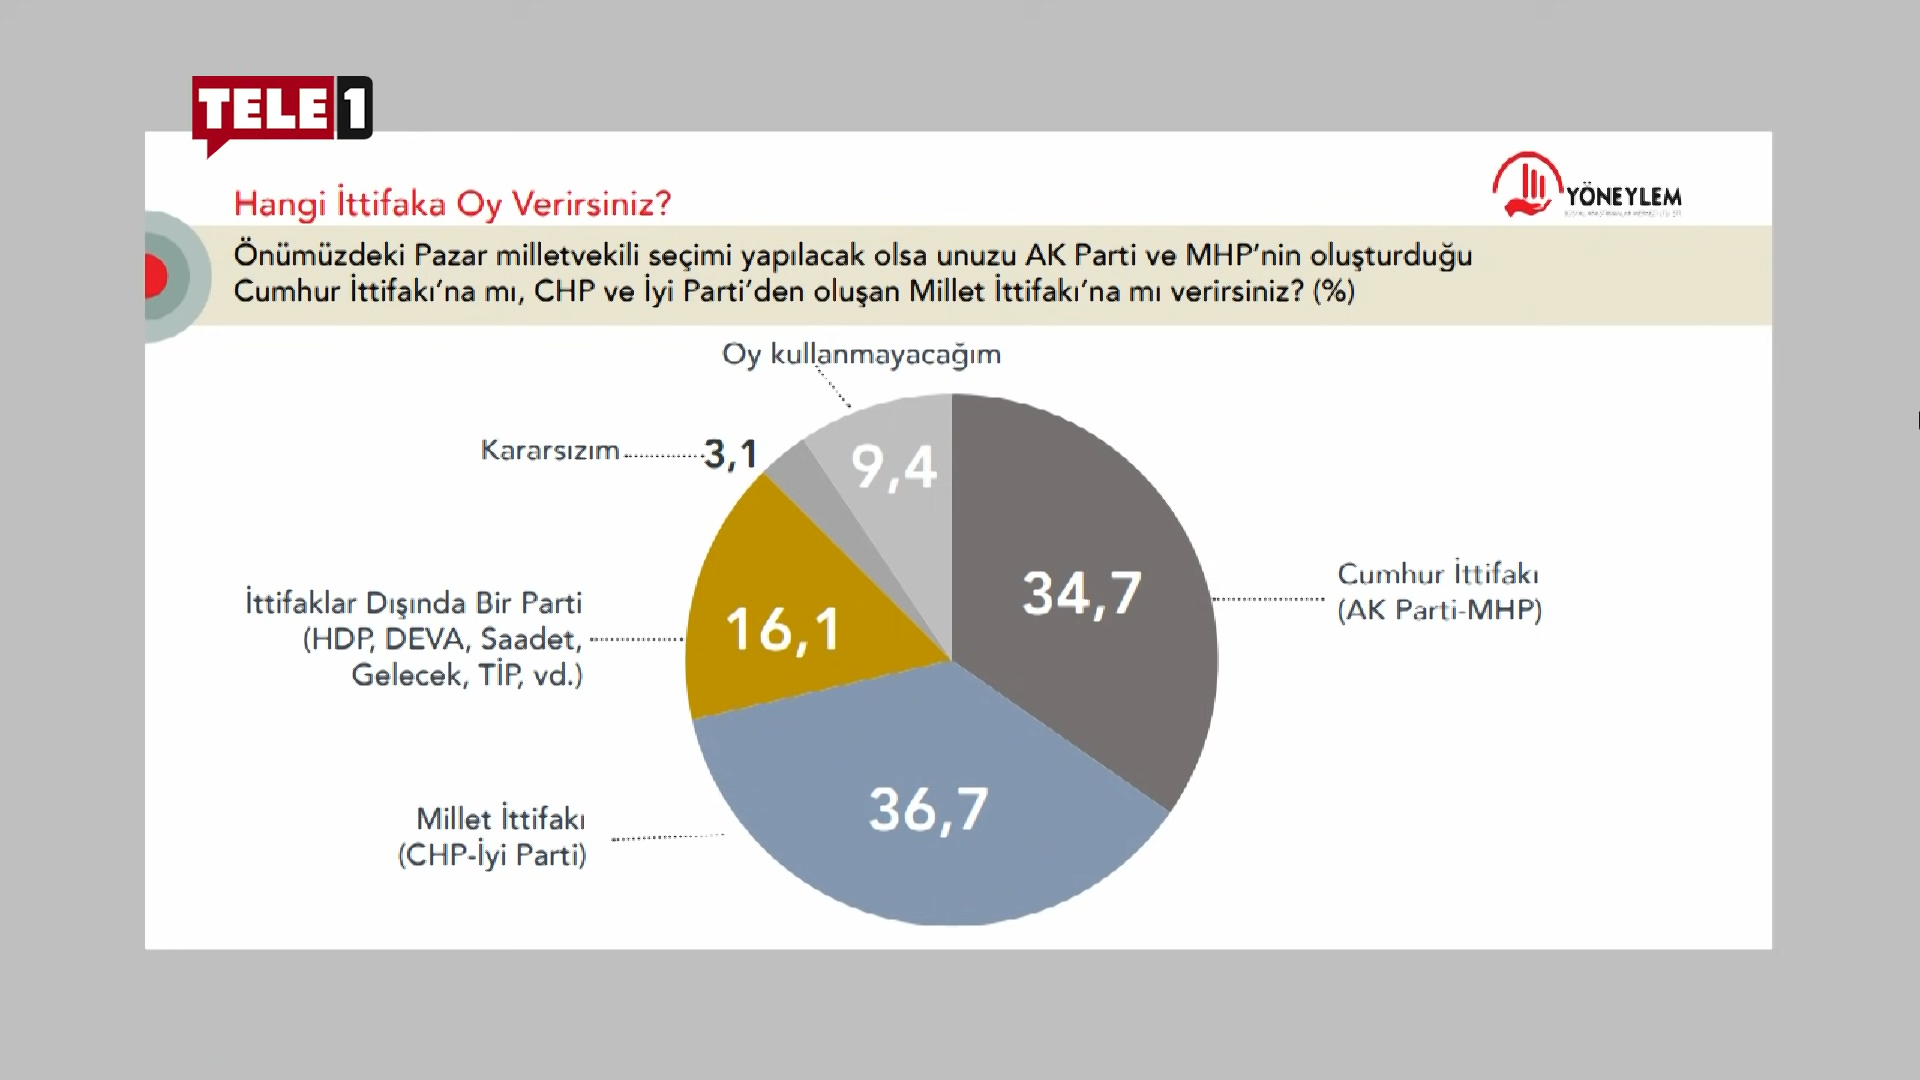 TELE1
YÖNEYLEM
Hangi İttifaka Oy Verirsiniz?
Önümüzdeki Pazar milletvekili seçimi yapılacak olsa unuzu AK Parti ve MHP’nin oluşturduğu
Cumhur İttifakı’na mı, CHP ve İyi Parti’den oluşan Millet İttifakı’na mı verirsiniz? (%)
Oy kullanmayacağım
9,4
Kararsızım
3,1
34,7
Cumhur İttifakı
(AK Parti-MHP)
İttifaklar Dışında Bir Parti
(HDP, DEVA, Saadet,
Gelecek, TİP, vd.)
16,1
Millet İttifakı
(CHP-İyi Parti)
36,7